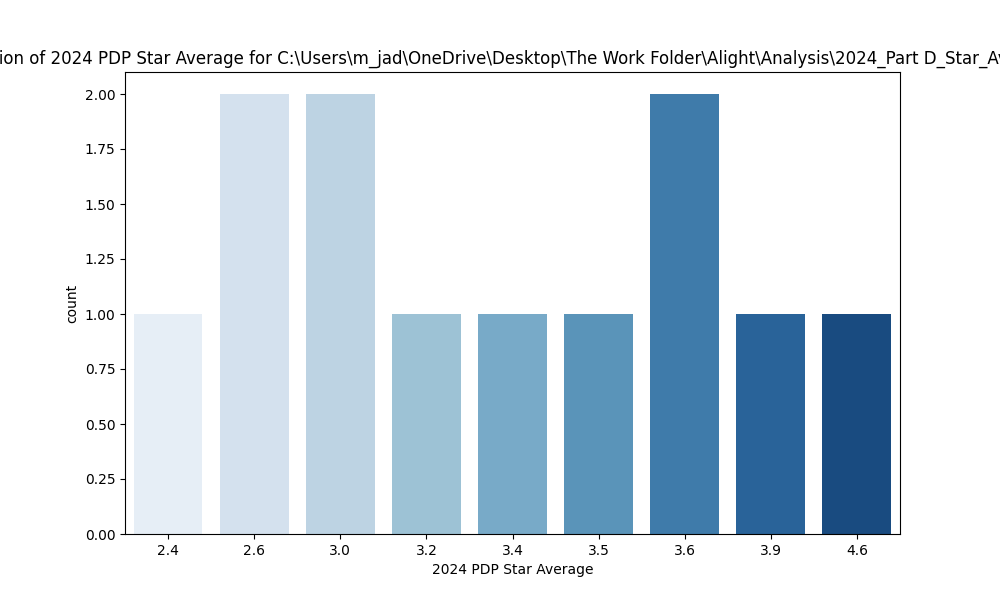 ion of 2024 PDP Star Average for C:\Users\m_jad\OneDrive\Desktop\The Work Folder\Alight\Analysis\2024_Part D_Star_Av
2.00
1.75
1.50
1.25
1.00
0.75
0.50
0.25
0.00
count
2.4 2.6 3.0 3.2 3.4 3.5 3.6 3.9 4.6
2024 PDP Star Average